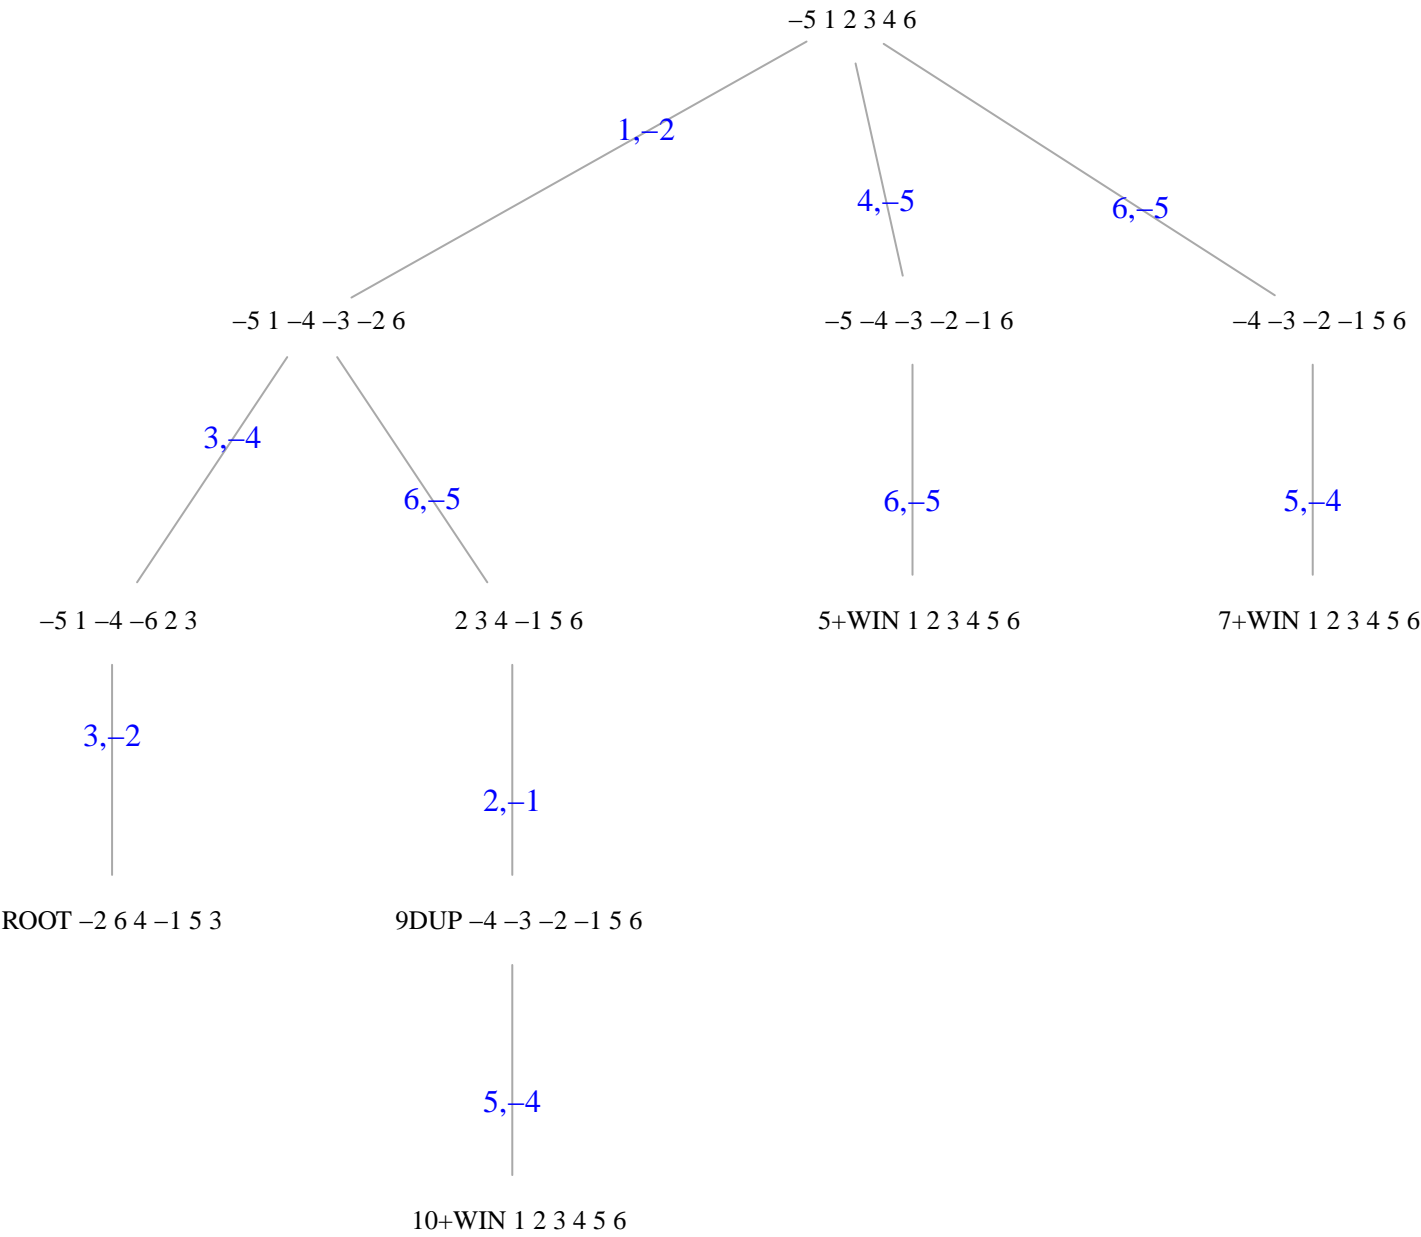 –5 1 2 3 4 6
1,–2
4,–5
6,–5
–5 1 –4 –3 –2 6
–5 –4 –3 –2 –1 6
–4 –3 –2 –1 5 6
3,–4
6,–5
6,–5
5,–4
–5 1 –4 –6 2 3
2 3 4 –1 5 6
5+WIN 1 2 3 4 5 6
7+WIN 1 2 3 4 5 6
3,–2
2,–1
ROOT –2 6 4 –1 5 3
9DUP –4 –3 –2 –1 5 6
5,–4
10+WIN 1 2 3 4 5 6